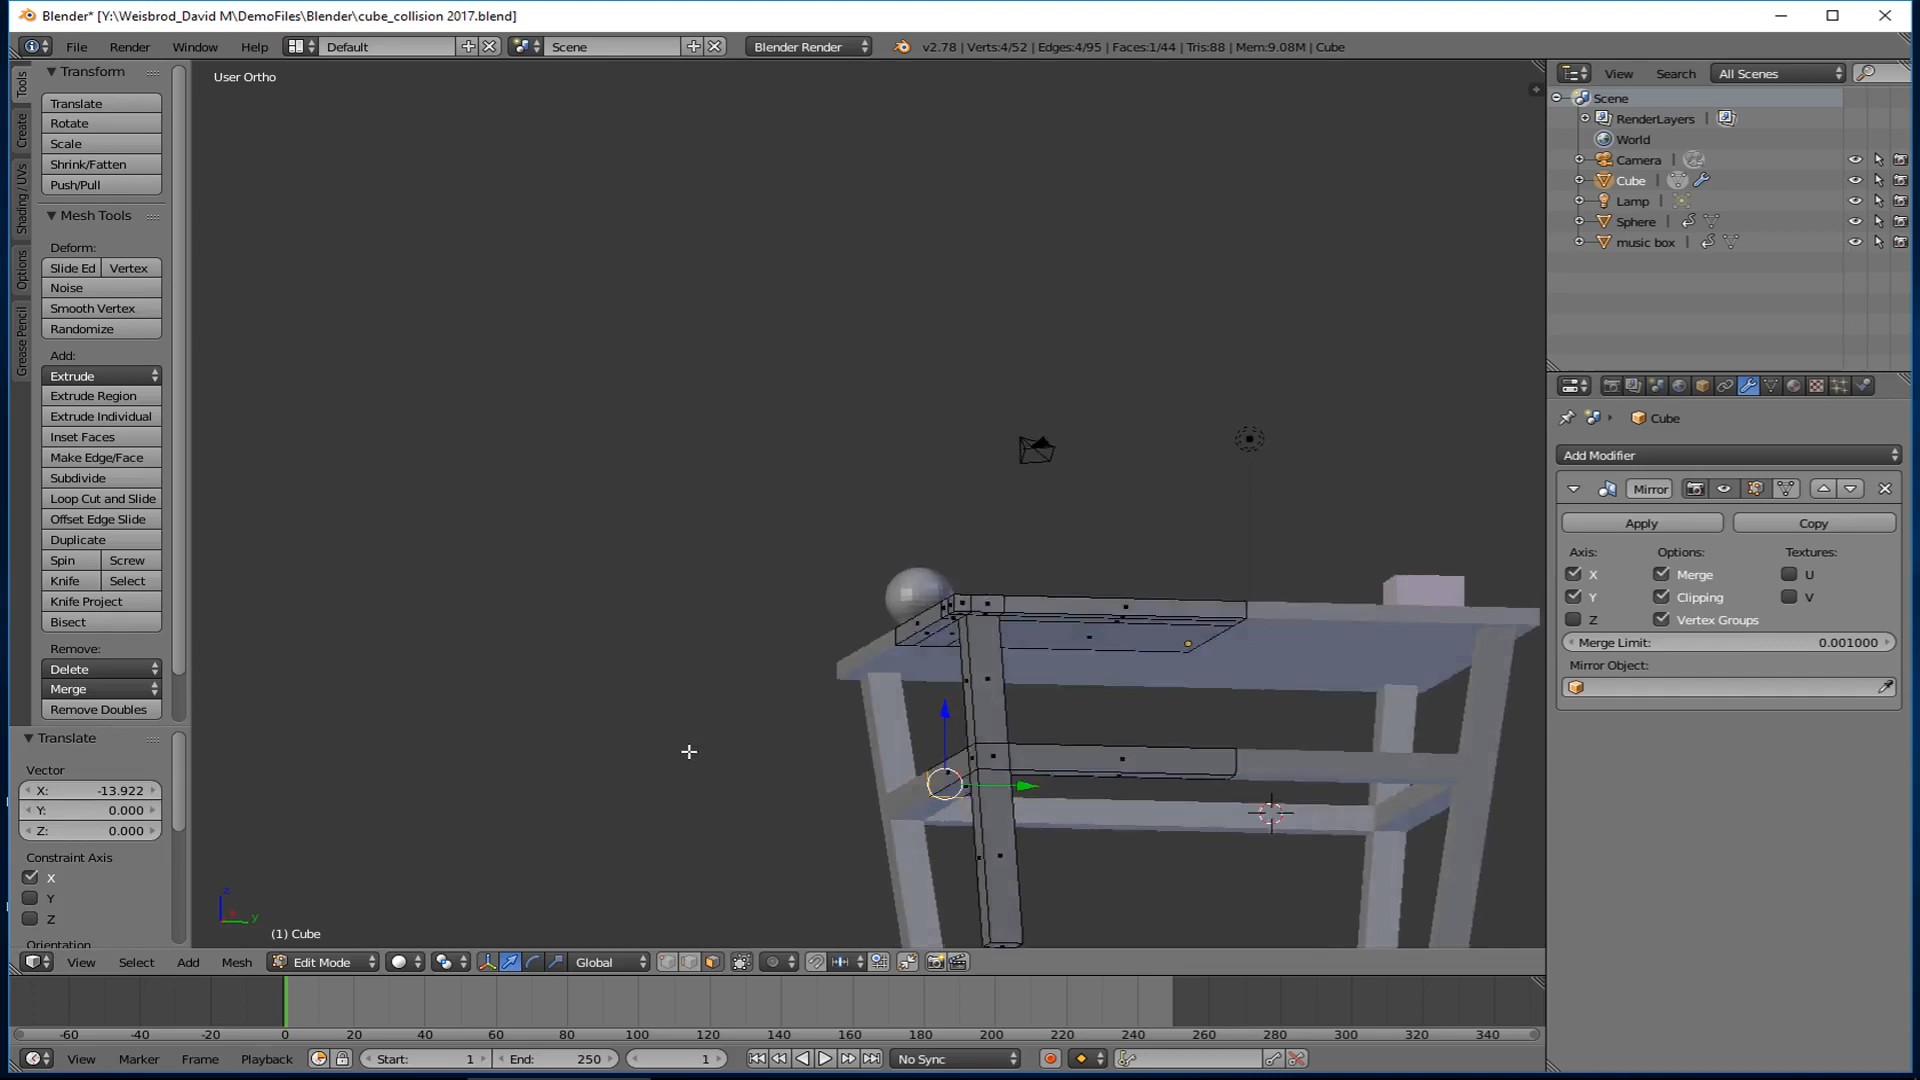 Blender* [Y:\Weisbrod_David M\DemoFiles\Blender\cube_collision 2017.blend]
File Render Window Help Default Scene Blender Render v2.78 | Verts:4/52 | Edges:4/95 | Faces:1/44 | Tris:88 | Mem:9.08M | Cube
Tools
Create
Shading / UVs
Options
Grease Pencil
Transform
Translate
Rotate
Scale
Shrink/Fatten
Push/Pull
Mesh Tools
Deform:
Slide Ed Vertex
Noise
Smooth Vertex
Randomize
Add:
Extrude
Extrude Region
Extrude Individual
Inset Faces
Make Edge/Face
Subdivide
Loop Cut and Slide
Offset Edge Slide
Duplicate
Spin Screw
Knife Select
Knife Project
Bisect
Remove:
Delete
Merge
Remove Doubles
Translate
Vector
X: -13.922
Y: 0.000
Z: 0.000
Constraint Axis
X
Y
Z
Orientation
User Ortho
z
y
(1) Cube
View Select Add Mesh Edit Mode Global
-60 -40 -20 0 20 40 60 80 100 120 140 160 180 200 220 240 260 280 300 320 340
View Marker Frame Playback Start: 1 End: 250 1 No Sync
View Search All Scenes
Scene
RenderLayers |
World
Camera |
Cube |
Lamp |
Sphere |
music box |
Cube
Add Modifier
Mirror
Apply Copy
Axis: Options: Textures:
X Merge U
Y Clipping V
Z Vertex Groups
Merge Limit: 0.001000
Mirror Object: